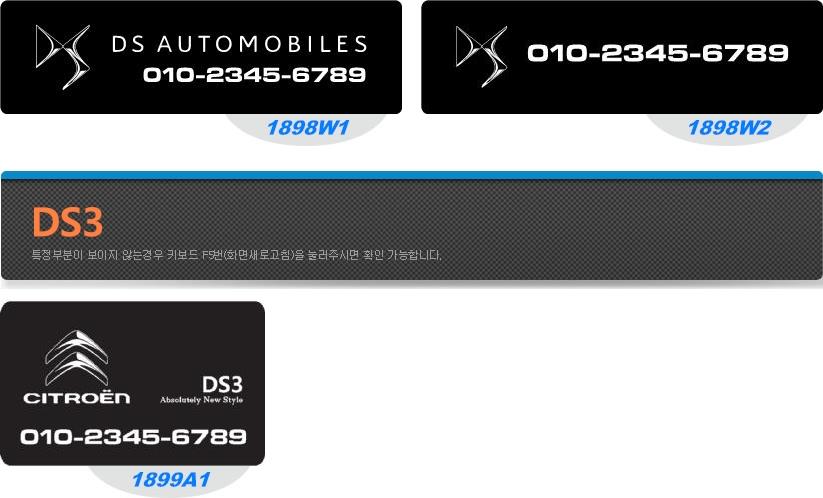 DS AUTOMOBILES
010-2345-6789
1898W1
010-2345-6789
1898W2
DS3
특정부분이 보이지 않는경우 키보드 F5번(화면새로고침)을 눌러주시면 확인 가능합니다.
CITROËN
DS3
Absolutely New Style
010-2345-6789
1899A1